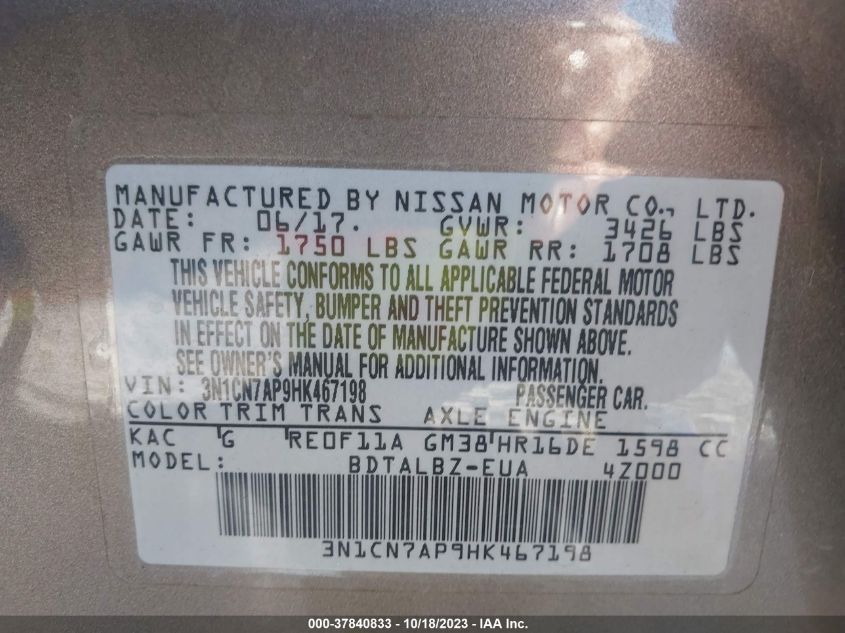 MANUFACTURED BY NISSAN MOTOR CO., LTD.
DATE: 06/17. GVWR: 3426 LBS
GAWR FR: 1750 LBS GAWR RR: 1708 LBS
THIS VEHICLE CONFORMS TO ALL APPLICABLE FEDERAL MOTOR
VEHICLE SAFETY, BUMPER AND THEFT PREVENTION STANDARDS
IN EFFECT ON THE DATE OF MANUFACTURE SHOWN ABOVE.
SEE OWNER'S MANUAL FOR ADDITIONAL INFORMATION.
VIN: 3N1CN7AP9HK467198 PASSENGER CAR.
COLOR TRIM TRANS AXLE ENGINE
KAC G RE0F11A GM38 HR16DE 1598 CC
MODEL: BDTALBZ-EUA 4Z000
3N1CN7AP9HK467198
000-37840833 - 10/18/2023 - IAA Inc.